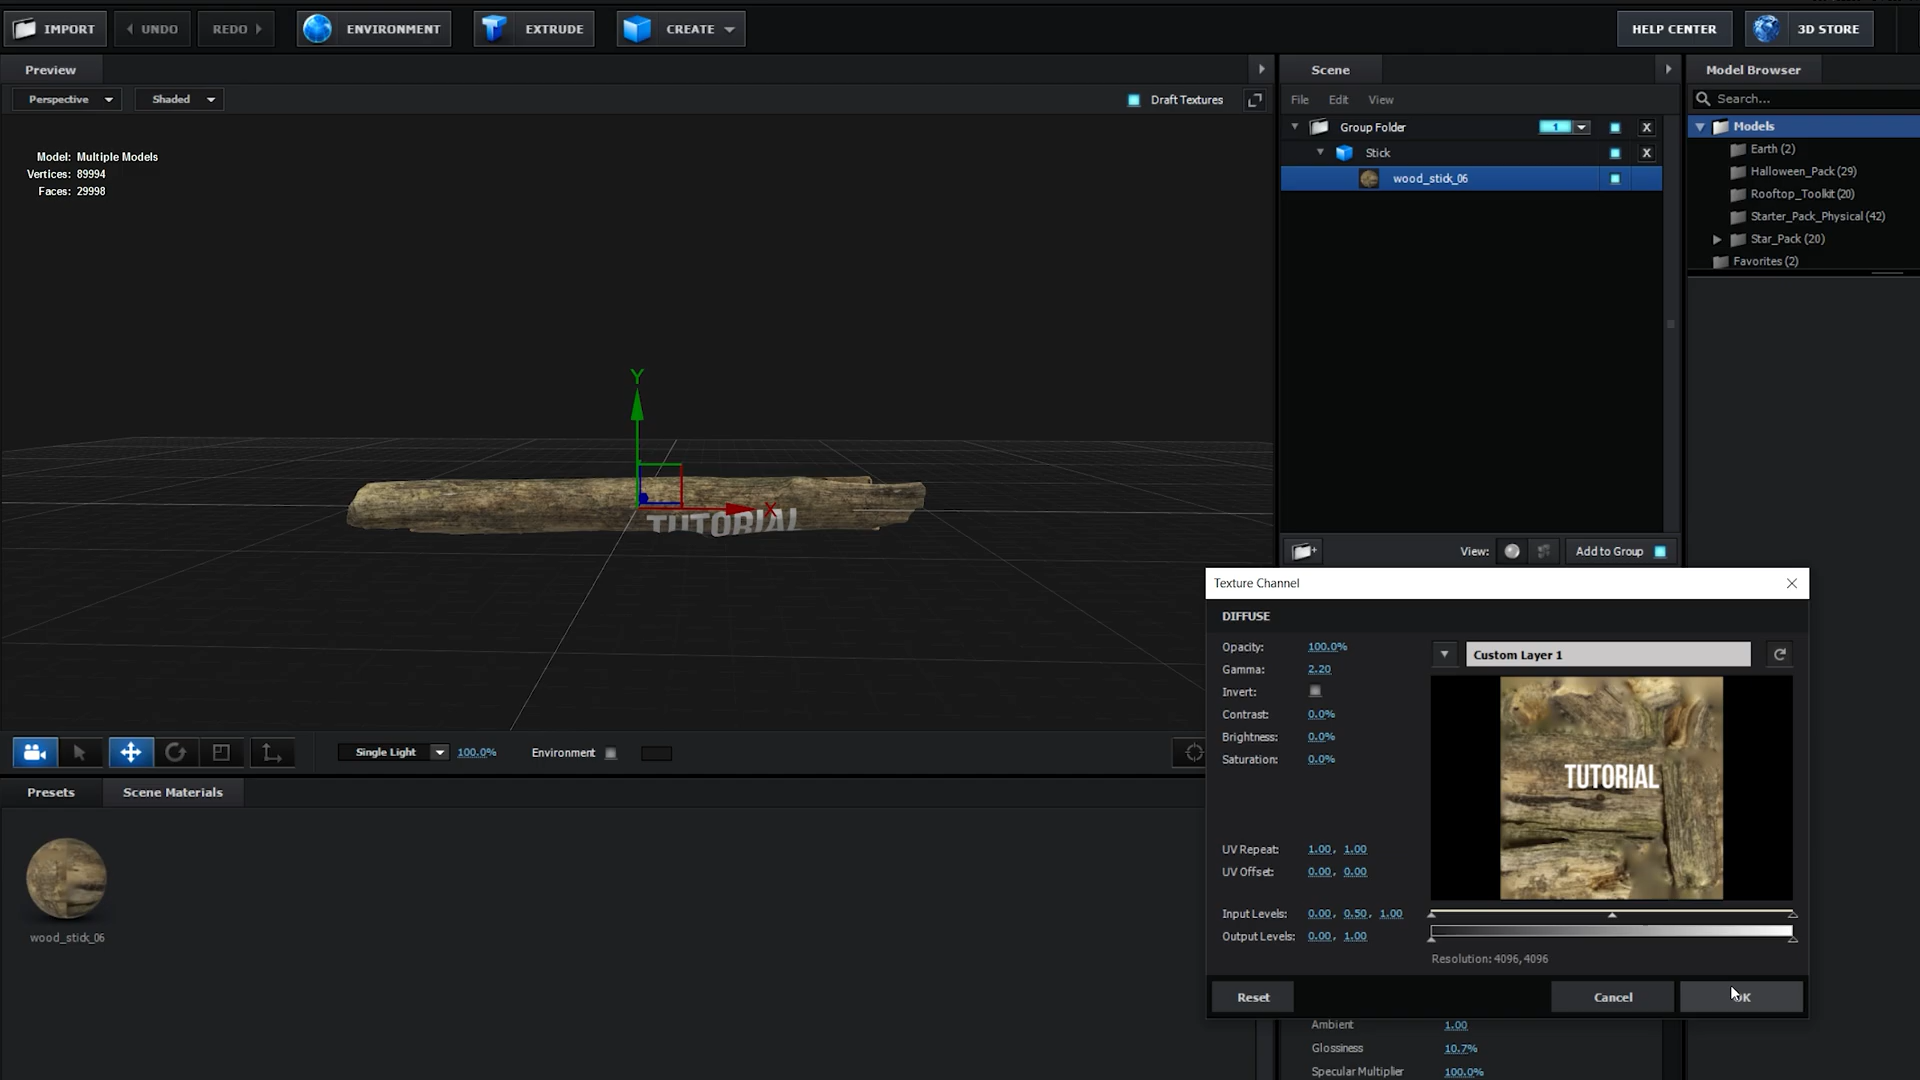 IMPORT
UNDO
REDO
ENVIRONMENT
EXTRUDE
CREATE
HELP CENTER
3D STORE
Preview
Scene
Model Browser
Perspective
Shaded
Draft Textures
File
Edit
View
Search...
Model: Multiple Models
Vertices: 89994
Faces: 29998
Group Folder
1
X
Stick
X
wood_stick_06
Models
Earth (2)
Halloween_Pack (29)
Rooftop_Toolkit (20)
Starter_Pack_Physical (42)
Star_Pack (20)
Favorites (2)
Y
X
TUTORIAL
View:
Add to Group
Texture Channel
DIFFUSE
Opacity: 100.0%
Gamma: 2.20
Invert:
Contrast: 0.0%
Brightness: 0.0%
Saturation: 0.0%
Custom Layer 1
TUTORIAL
UV Repeat: 1.00, 1.00
UV Offset: 0.00, 0.00
Input Levels: 0.00, 0.50, 1.00
Output Levels: 0.00, 1.00
Resolution: 4096, 4096
Reset
Cancel
OK
Single Light
100.0%
Environment
Presets
Scene Materials
wood_stick_06
Ambient 1.00
Glossiness 10.7%
Specular Multiplier 100.0%